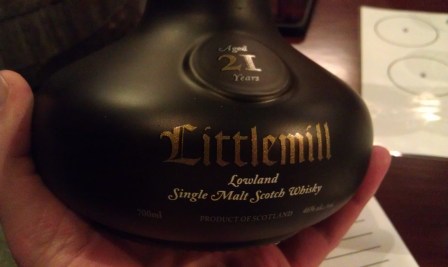 Aged
21
Years
Littlemill
Lowland
Single Malt Scotch Whisky
PRODUCT OF SCOTLAND